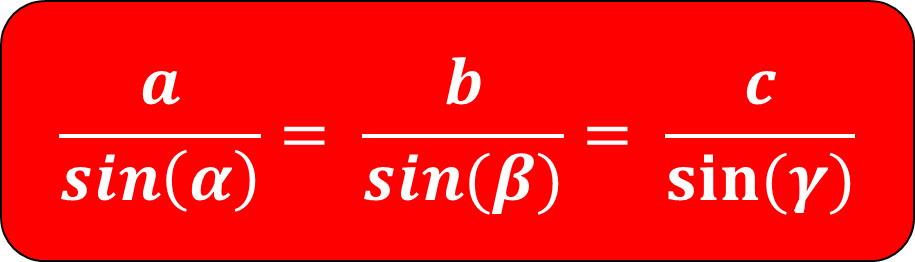 a/sin(α) = b/sin(β) = c/sin(γ)